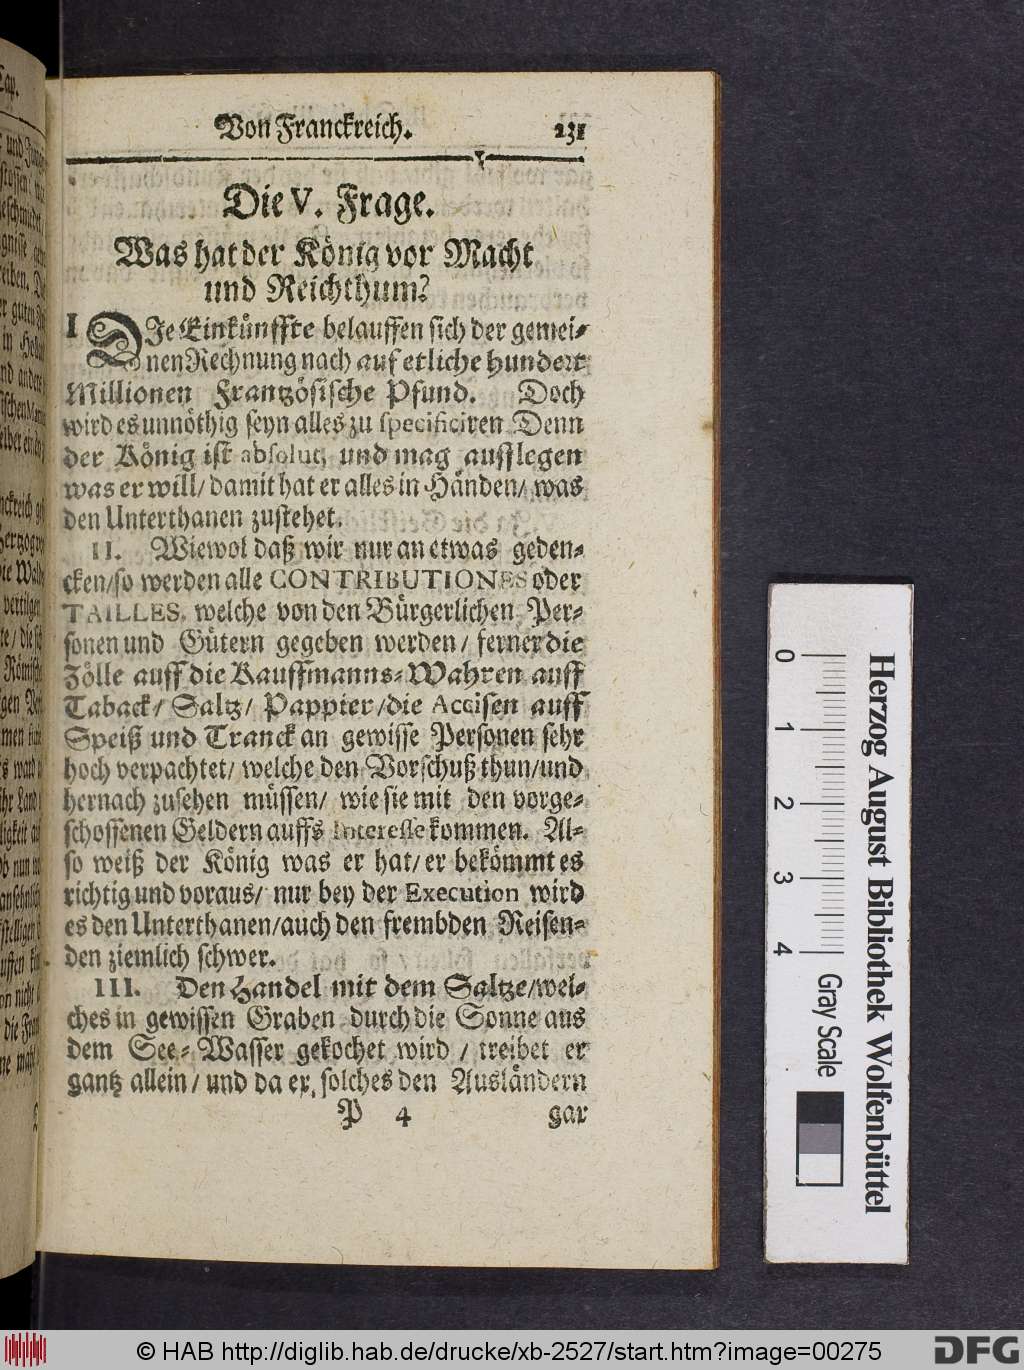 Von Franckreich. 231
Die V. Frage.
Was hat der König vor Macht
und Reichthum?
I DIe Einkünffte belauffen sich der gemei-
nen Rechnung nach auf etliche hundert
Millionen Frantzösische Pfund. Doch
wird es unnöthig seyn alles zu specificiren Denn
der König ist absolut, und mag aufflegen
was er will/ damit hat er alles in Händen/ was
den Unterthanen zustehet.
II. Wiewol daß wir nur an etwas geden-
cken/so werden alle CONTRIBUTIONES oder
TAILLES, welche von den Bürgerlichen Per-
sonen und Gütern gegeben werden/ ferner die
Zölle auff die Kauffmanns-Wahren auff
Taback/ Saltz/ Pappier/die Accisen auff
Speiß und Tranck an gewisse Personen sehr
hoch verpachtet/ welche den Vorschuß thun/und
hernach zusehen müssen/ wie sie mit den vorge-
schossenen Geldern auffs Interesse kommen. Al-
so weiß der König was er hat/ er bekömmt es
richtig und voraus/ nur bey der Execution wird
es den Unterthanen/auch den frembden Reisen-
den ziemlich schwer.
III. Den Handel mit dem Saltze/wel-
ches in gewissen Graben durch die Sonne aus
dem See-Wasser gekochet wird / treibet er
gantz allein/ und da er solches den Ausländern
P 4 gar
0 1 2 3 4 Gray Scale
Herzog August Bibliothek Wolfenbüttel
© HAB http://diglib.hab.de/drucke/xb-2527/start.htm?image=00275
DFG